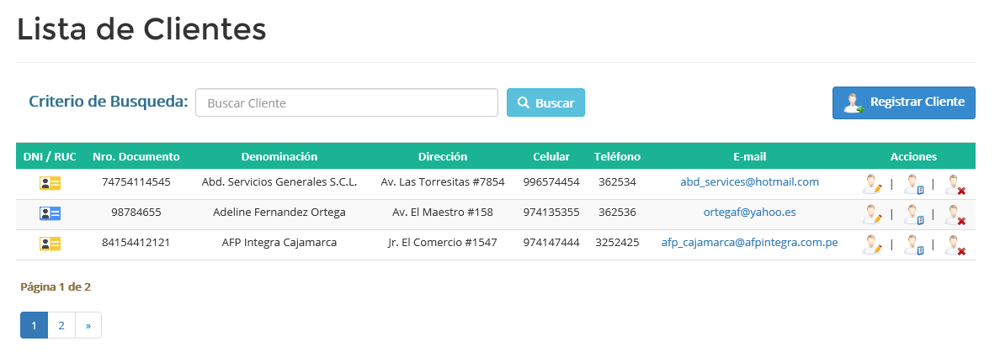 Lista de Clientes
Criterio de Busqueda: Buscar Cliente Buscar Registrar Cliente
DNI / RUC Nro. Documento Denominación Dirección Celular Teléfono E-mail Acciones
74754114545 Abd. Servicios Generales S.C.L. Av. Las Torresitas #7854 996574454 362534 abd_services@hotmail.com | |
98784655 Adeline Fernandez Ortega Av. El Maestro #158 974135355 362536 ortegaf@yahoo.es | |
84154412121 AFP Integra Cajamarca Jr. El Comercio #1547 974147444 3252425 afp_cajamarca@afpintegra.com.pe | |
Página 1 de 2
1 2 »